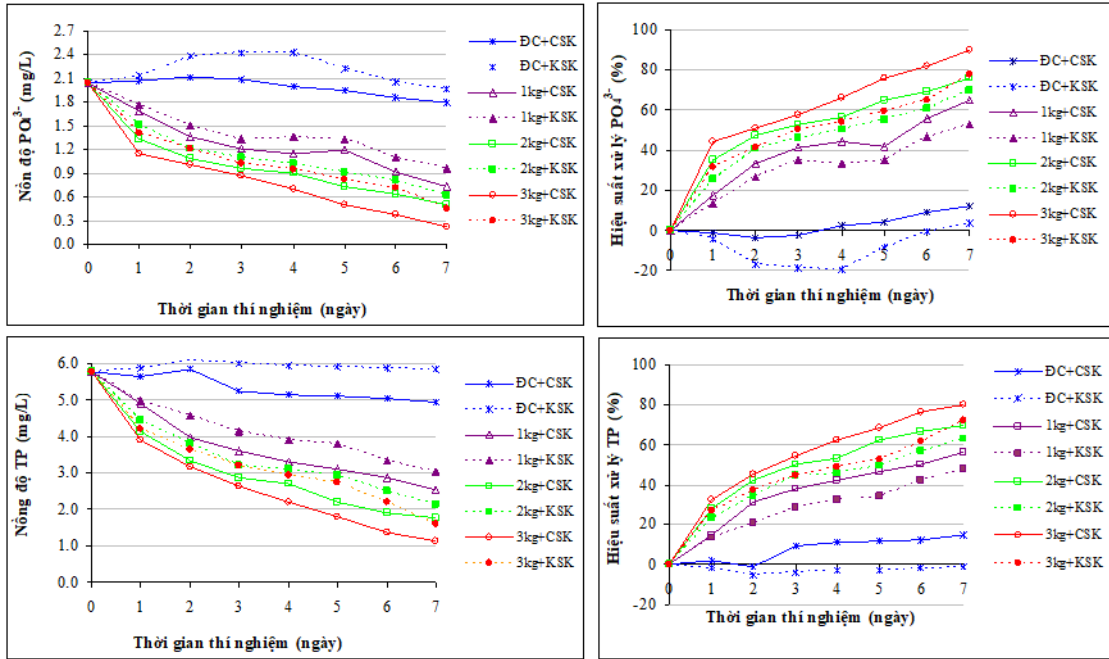 Nồn độ PO₄³⁻ (mg/L)
2.7
2.4
2.1
1.8
1.5
1.2
0.9
0.6
0.3
0.0
0 1 2 3 4 5 6 7
Thời gian thí nghiệm (ngày)
ĐC+CSK
ĐC+KSK
1kg+CSK
1kg+KSK
2kg+CSK
2kg+KSK
3kg+CSK
3kg+KSK
Hiệu suất xử lý PO₄³⁻ (%)
100
80
60
40
20
0
-20
0 1 2 3 4 5 6 7
Thời gian thí nghiệm (ngày)
ĐC+CSK
ĐC+KSK
1kg+CSK
1kg+KSK
2kg+CSK
2kg+KSK
3kg+CSK
3kg+KSK
Nồng độ TP (mg/L)
6.0
5.0
4.0
3.0
2.0
1.0
0.0
0 1 2 3 4 5 6 7
Thời gian thí nghiệm (ngày)
ĐC+CSK
ĐC+KSK
1kg+CSK
1kg+KSK
2kg+CSK
2kg+KSK
3kg+CSK
3kg+KSK
Hiệu suất xử lý TP (%)
100
80
60
40
20
0
-20
0 1 2 3 4 5 6 7
Thời gian thí nghiệm (ngày)
ĐC+CSK
ĐC+KSK
1kg+CSK
1kg+KSK
2kg+CSK
2kg+KSK
3kg+CSK
3kg+KSK